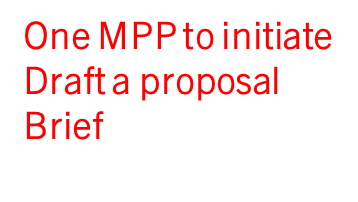 One MPP to initiate
Draft a proposal
Brief